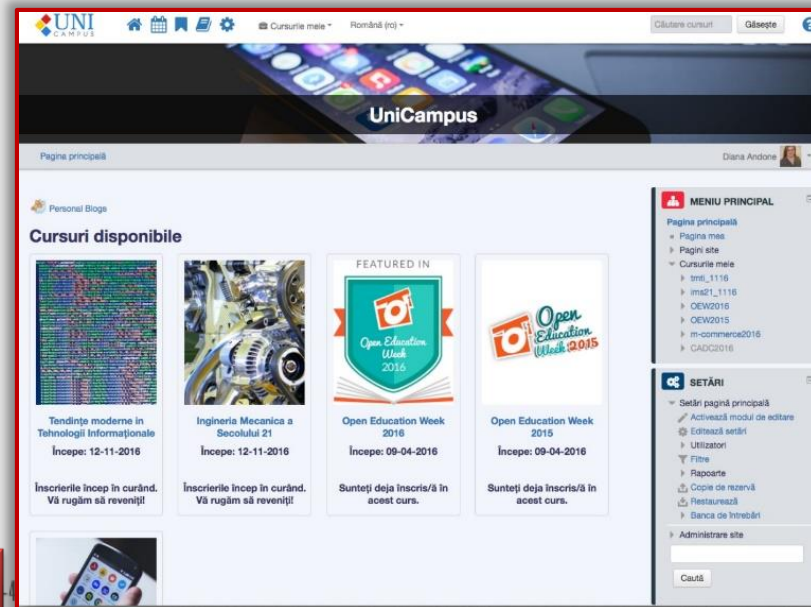 UNI
CAMPUS
Cursurile mele
Română (ro)
Căutare cursuri
Găsește
UniCampus
Pagina principală
Diana Andone
Personal Blogs
Cursuri disponibile
FEATURED IN
Open Education
Week
2016
Open
Education
Week 2015
Tendințe moderne in
Tehnologii Informaționale
Începe: 12-11-2016
Înscrierile încep în curând.
Vă rugăm să reveniți!
Ingineria Mecanica a
Secolului 21
Începe: 12-11-2016
Înscrierile încep în curând.
Vă rugăm să reveniți!
Open Education Week
2016
Începe: 09-04-2016
Sunteți deja înscris/ă în
acest curs.
Open Education Week
2015
Începe: 09-04-2016
Sunteți deja înscris/ă în
acest curs.
MENIU PRINCIPAL
Pagina principală
Pagina mea
Pagini site
Cursurile mele
tmti_1116
ims21_1116
OEW2016
OEW2015
m-commerce2016
CADC2016
SETĂRI
Setări pagină principală
Activează modul de editare
Editează setări
Utilizatori
Filtre
Rapoarte
Copie de rezervă
Restaurează
Banca de întrebări
Administrare site
Caută